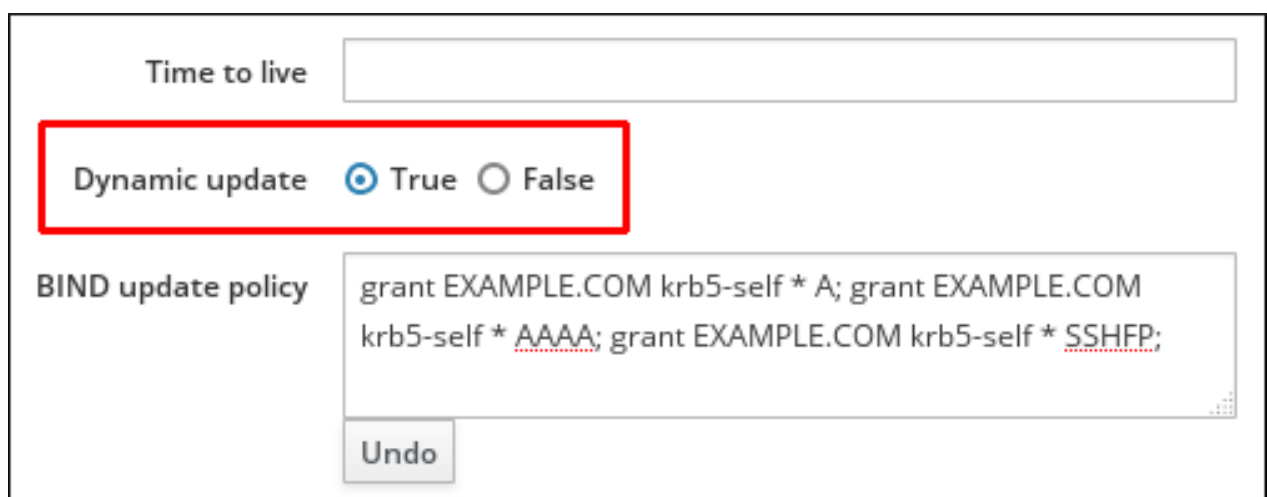 Time to live
Dynamic update True False
BIND update policy
grant EXAMPLE.COM krb5-self * A; grant EXAMPLE.COM
krb5-self * AAAA; grant EXAMPLE.COM krb5-self * SSHFP;
Undo